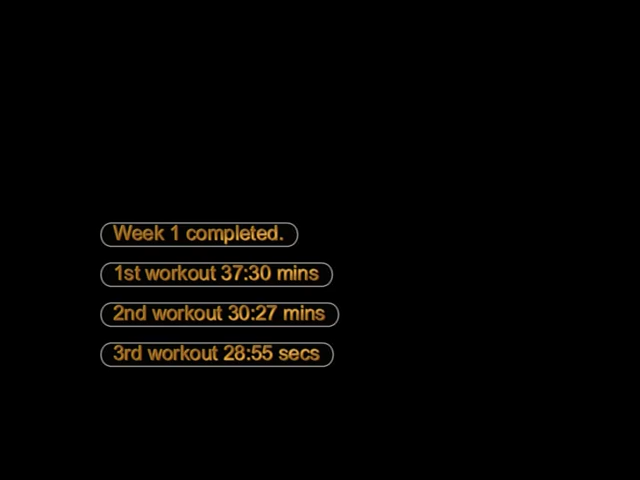 Week 1 completed.
1st workout 37:30 mins
2nd workout 30:27 mins
3rd workout 28:55 secs